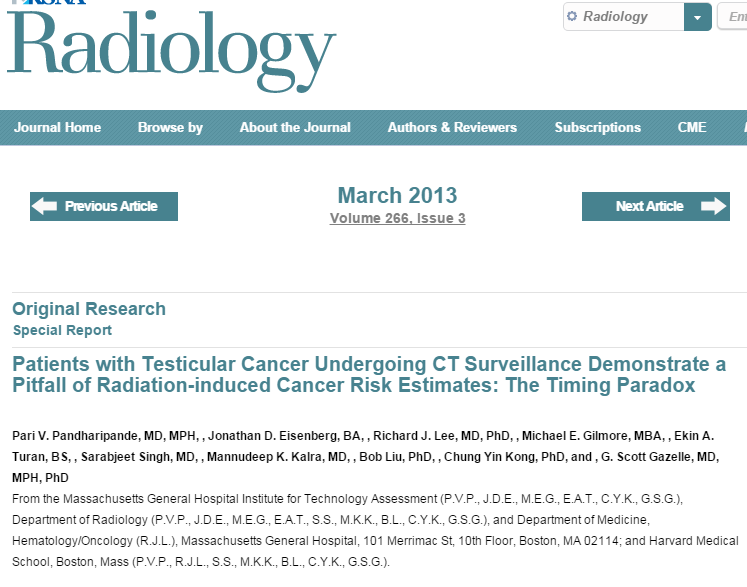 RSNA
Radiology
Radiology
Journal Home Browse by About the Journal Authors & Reviewers Subscriptions CME
Previous Article
March 2013
Volume 266, Issue 3
Next Article
Original Research
Special Report
Patients with Testicular Cancer Undergoing CT Surveillance Demonstrate a
Pitfall of Radiation-induced Cancer Risk Estimates: The Timing Paradox
Pari V. Pandharipande, MD, MPH, , Jonathan D. Eisenberg, BA, , Richard J. Lee, MD, PhD, , Michael E. Gilmore, MBA, , Ekin A.
Turan, BS, , Sarabjeet Singh, MD, , Mannudeep K. Kalra, MD, , Bob Liu, PhD, , Chung Yin Kong, PhD, and , G. Scott Gazelle, MD,
MPH, PhD
From the Massachusetts General Hospital Institute for Technology Assessment (P.V.P., J.D.E., M.E.G., E.A.T., C.Y.K., G.S.G.),
Department of Radiology (P.V.P., J.D.E., M.E.G., E.A.T., S.S., M.K.K., B.L., C.Y.K., G.S.G.), and Department of Medicine,
Hematology/Oncology (R.J.L.), Massachusetts General Hospital, 101 Merrimac St, 10th Floor, Boston, MA 02114; and Harvard Medical
School, Boston, Mass (P.V.P., R.J.L., S.S., M.K.K., B.L., C.Y.K., G.S.G.).